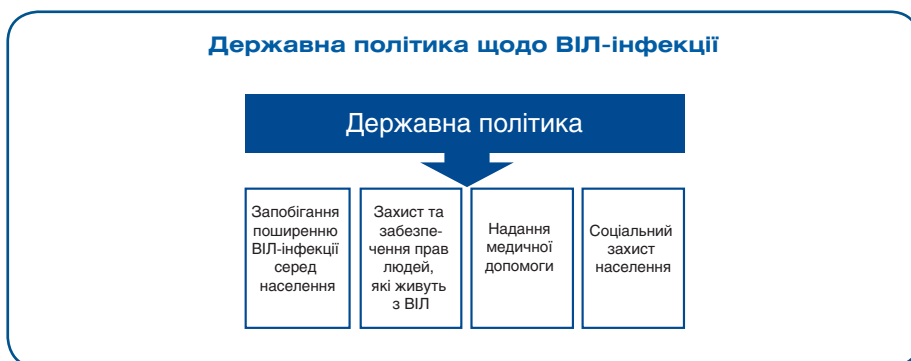 Державна політика щодо ВІЛ-інфекції
Державна політика
Запобігання
поширенню
ВІЛ-інфекції
серед
населення
Захист та
забезпе-
чення прав
людей,
які живуть
з ВІЛ
Надання
медичної
допомоги
Соціальний
захист
населення